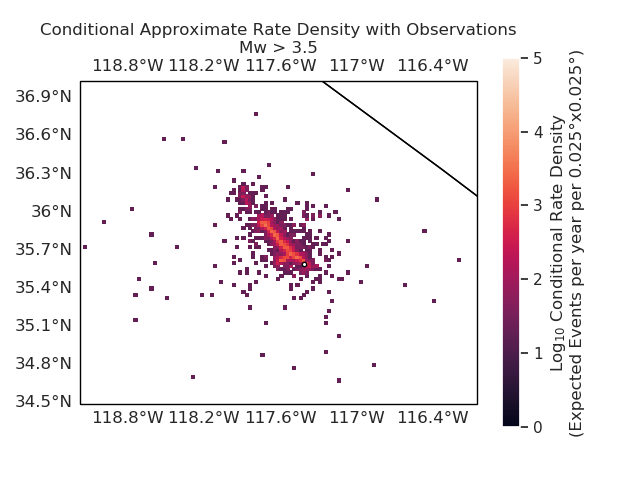 Conditional Approximate Rate Density with Observations
Mw > 3.5
118.8°W 118.2°W 117.6°W 117°W 116.4°W
36.9°N
36.6°N
36.3°N
36°N
35.7°N
35.4°N
35.1°N
34.8°N
34.5°N
118.8°W 118.2°W 117.6°W 117°W 116.4°W
5
4
3
2
1
0
Log₁₀ Conditional Rate Density
(Expected Events per year per 0.025°x0.025°)